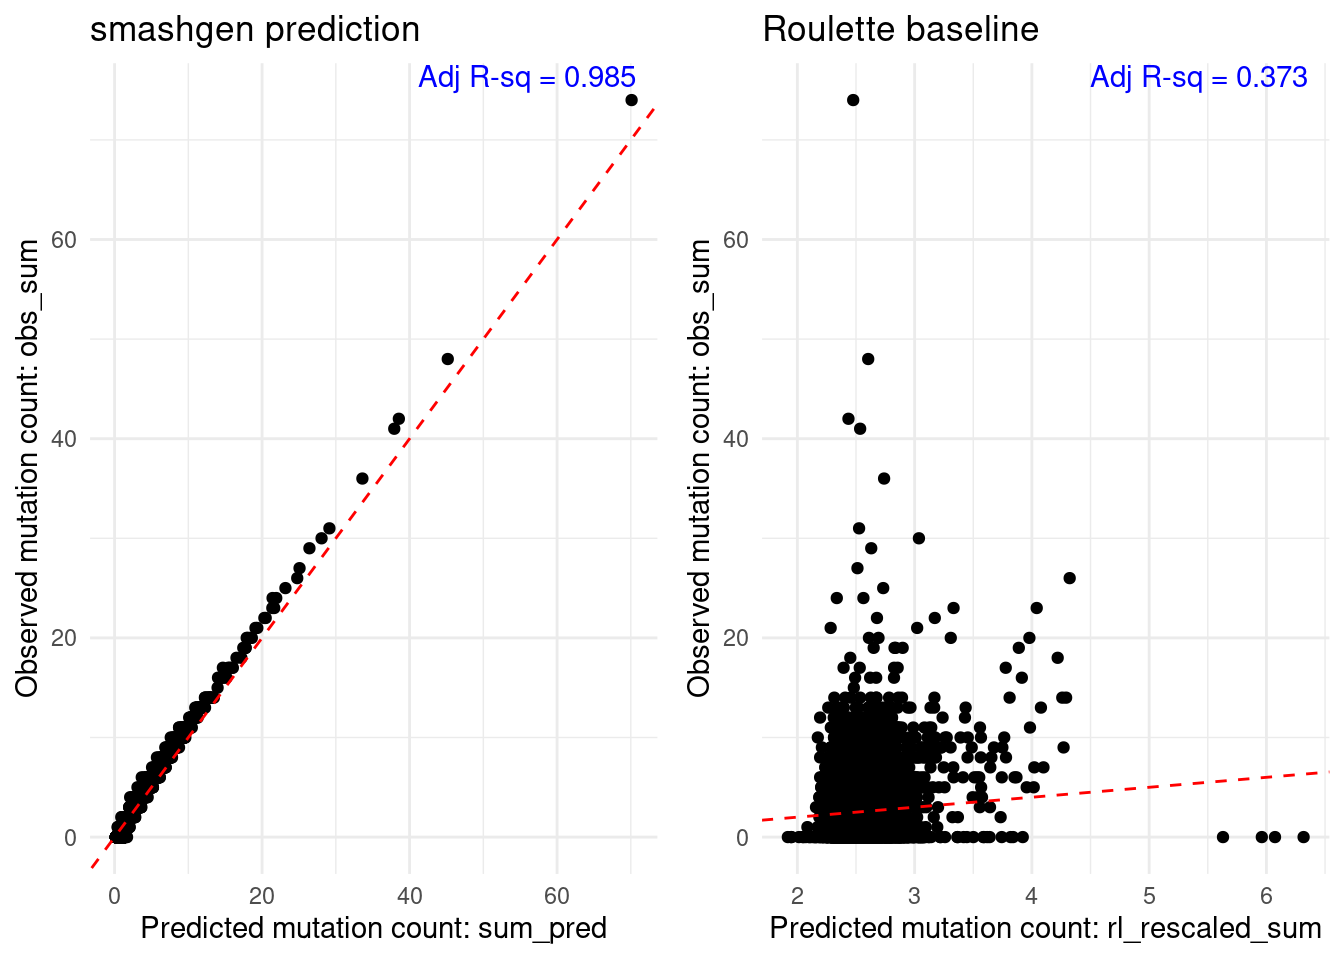 smashgen prediction
Adj R-sq = 0.985
Observed mutation count: obs_sum
60
40
20
0
0 20 40 60
Predicted mutation count: sum_pred
Roulette baseline
Adj R-sq = 0.373
Observed mutation count: obs_sum
60
40
20
0
2 3 4 5 6
Predicted mutation count: rl_rescaled_sum